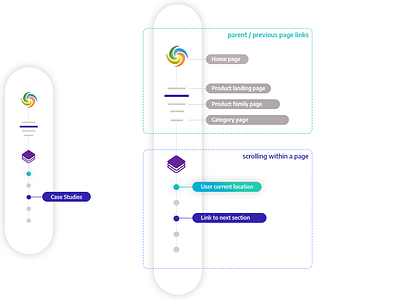 parent / previous page links
Home page
Product landing page
Product family page
Category page
scrolling within a page
User current location
Case Studies
Link to next section